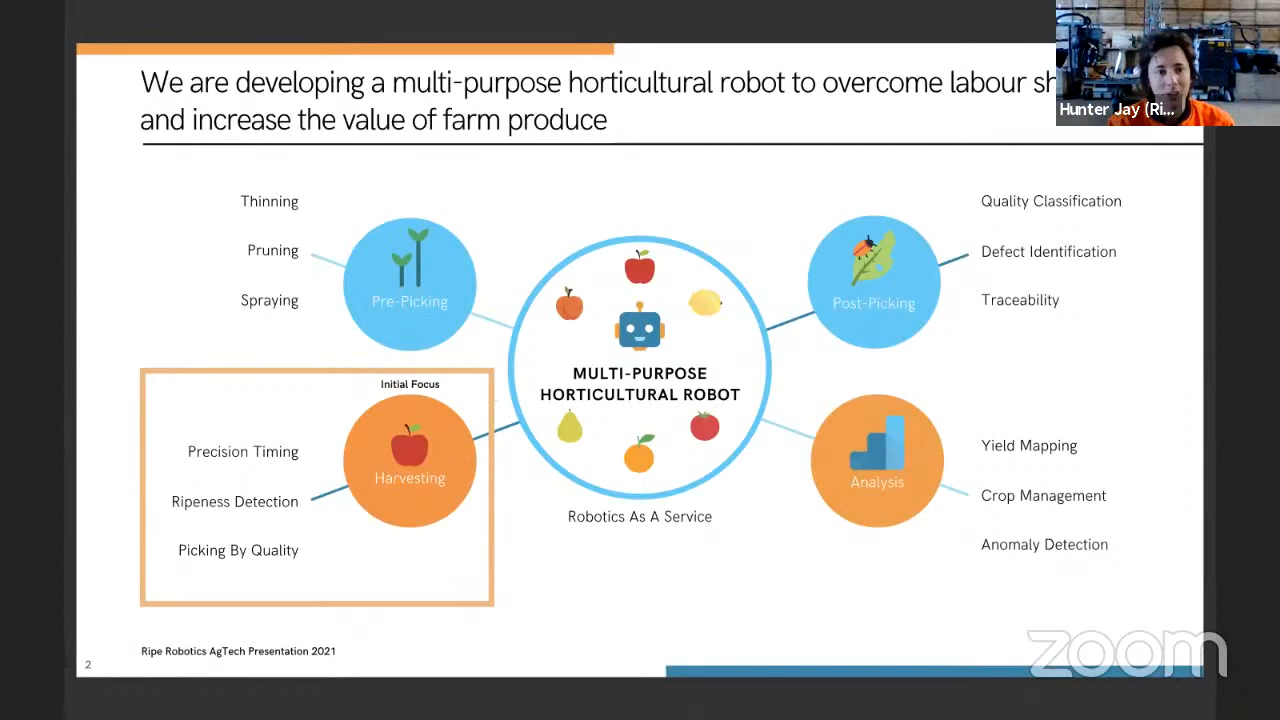 We are developing a multi-purpose horticultural robot to overcome labour
and increase the value of farm produce
Hunter Jay (Ri...
Thinning
Pruning
Spraying
Pre-Picking
Quality Classification
Defect Identification
Traceability
Post-Picking
MULTI-PURPOSE
HORTICULTURAL ROBOT
Robotics As A Service
Initial Focus
Precision Timing
Ripeness Detection
Picking By Quality
Harvesting
Analysis
Yield Mapping
Crop Management
Anomaly Detection
Ripe Robotics AgTech Presentation 2021
2
zoom